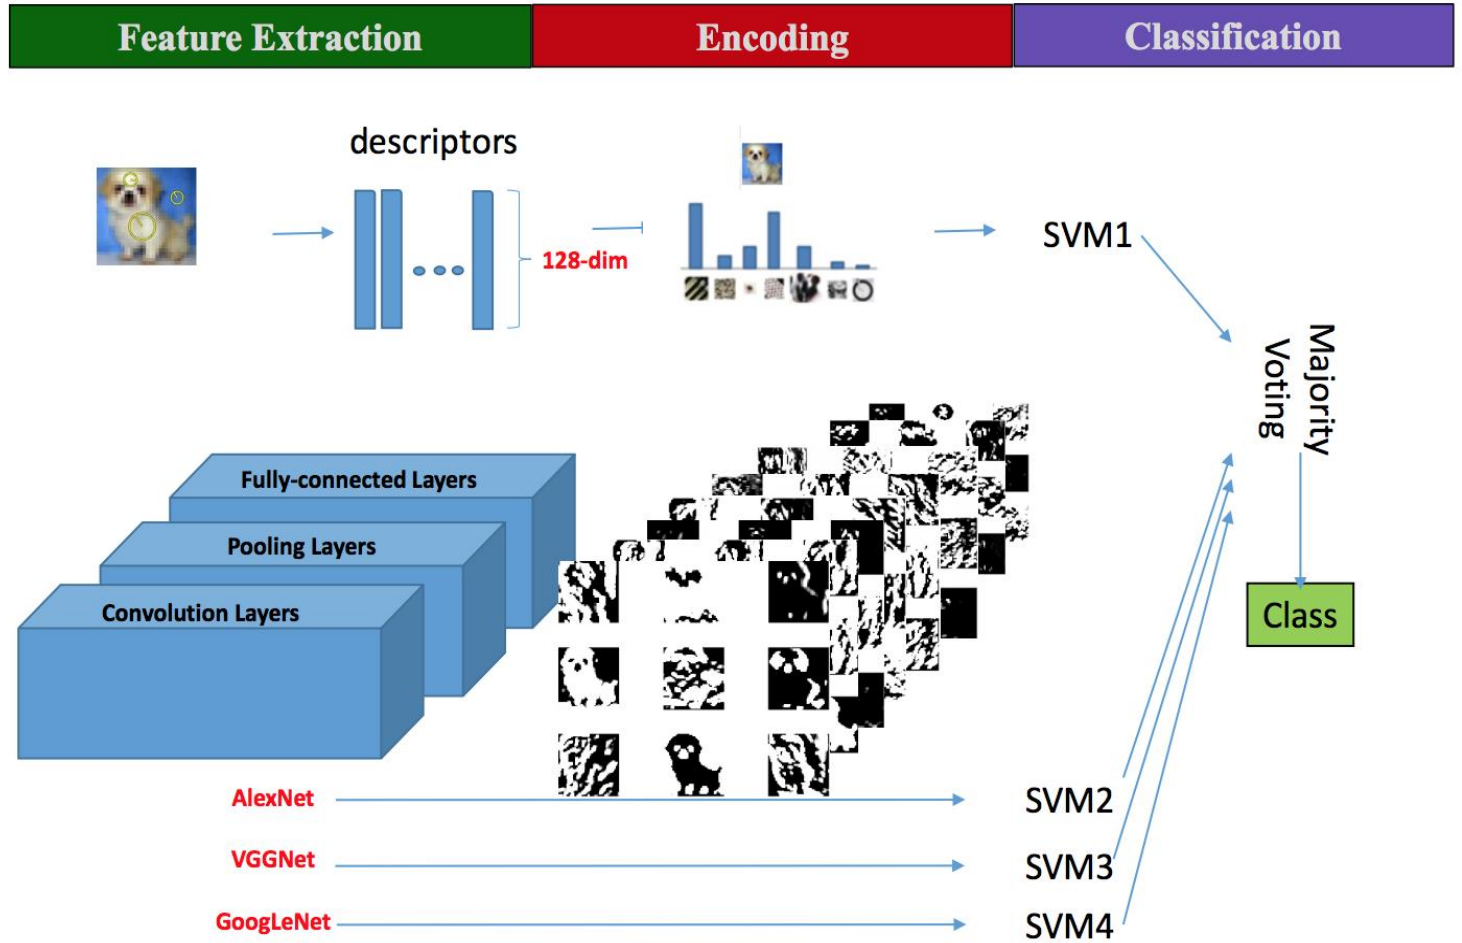 Feature Extraction
Encoding
Classification
descriptors
128-dim
SVM1
Majority
Voting
Fully-connected Layers
Pooling Layers
Convolution Layers
Class
AlexNet
SVM2
VGGNet
SVM3
GoogLeNet
SVM4